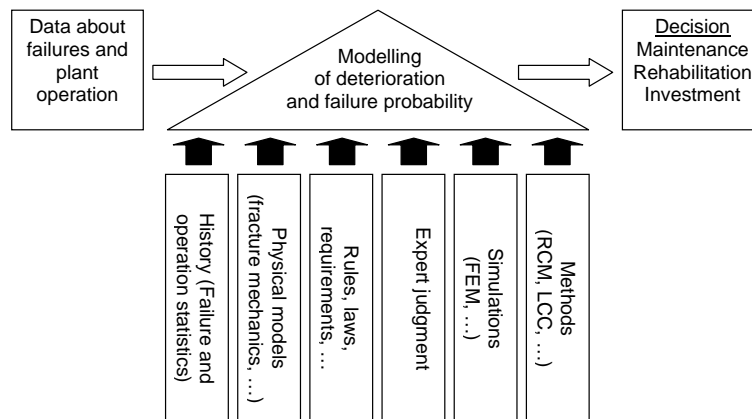 Data about
failures and
plant
operation
Modelling
of deterioration
and failure probability
Decision
Maintenance
Rehabilitation
Investment
History (Failure and
operation statistics)
Physical models
(fracture mechanics, …)
Rules, laws,
requirements, …
Expert judgment
Simulations
(FEM, …)
Methods
(RCM, LCC, …)